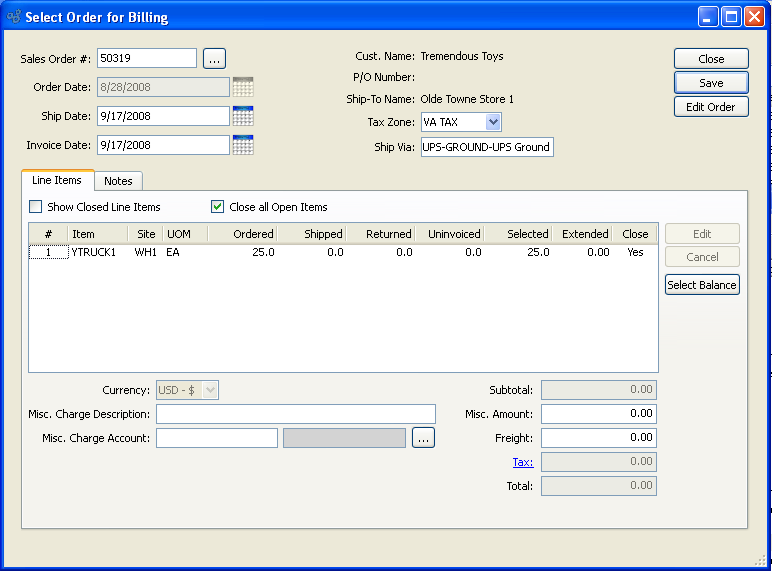 Select Order for Billing
Sales Order #: 50319 ...
Order Date: 8/28/2008
Ship Date: 9/17/2008
Invoice Date: 9/17/2008
Cust. Name: Tremendous Toys
P/O Number:
Ship-To Name: Olde Towne Store 1
Tax Zone: VA TAX
Ship Via: UPS-GROUND-UPS Ground
Close
Save
Edit Order
Line Items Notes
Show Closed Line Items Close all Open Items
# Item Site UOM Ordered Shipped Returned Uninvoiced Selected Extended Close
1 YTRUCK1 WH1 EA 25.0 0.0 0.0 0.0 25.0 0.00 Yes
Edit
Cancel
Select Balance
Currency: USD - $
Misc. Charge Description:
Misc. Charge Account: ...
Subtotal: 0.00
Misc. Amount: 0.00
Freight: 0.00
Tax: 0.00
Total: 0.00